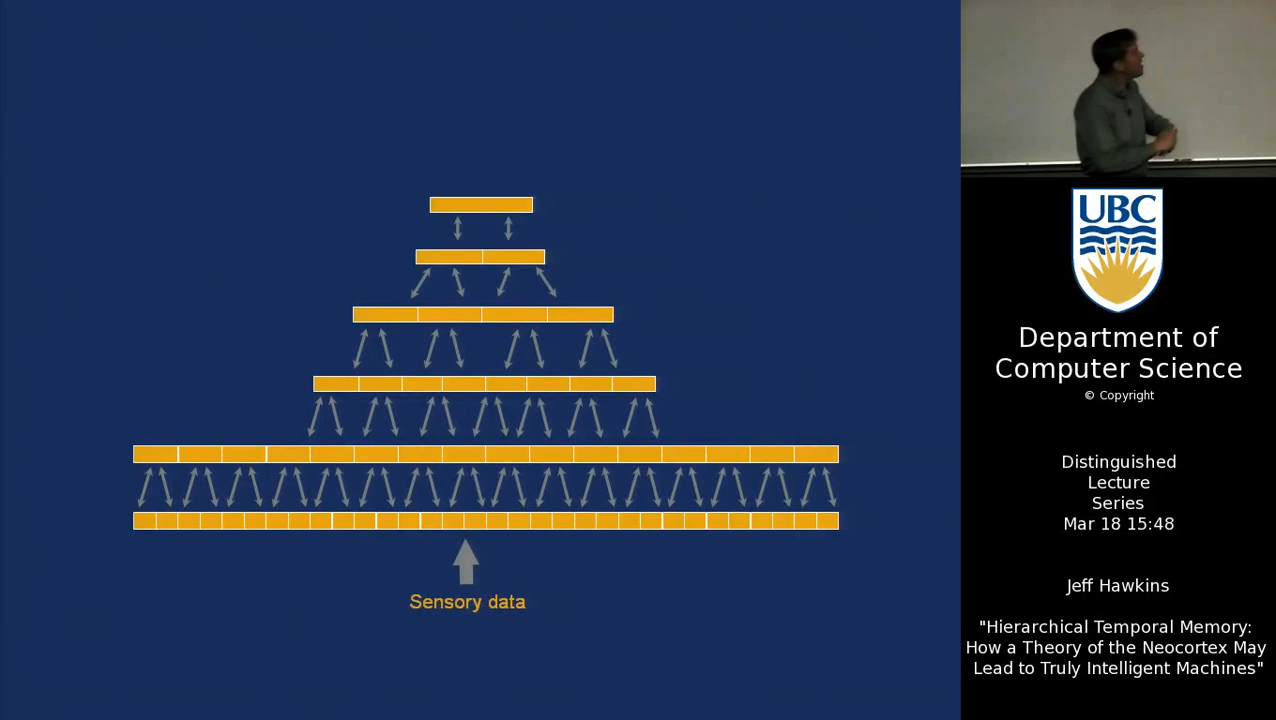 Sensory data
UBC
Department of
Computer Science
© Copyright
Distinguished
Lecture
Series
Mar 18 15:48
Jeff Hawkins
"Hierarchical Temporal Memory:
How a Theory of the Neocortex May
Lead to Truly Intelligent Machines"